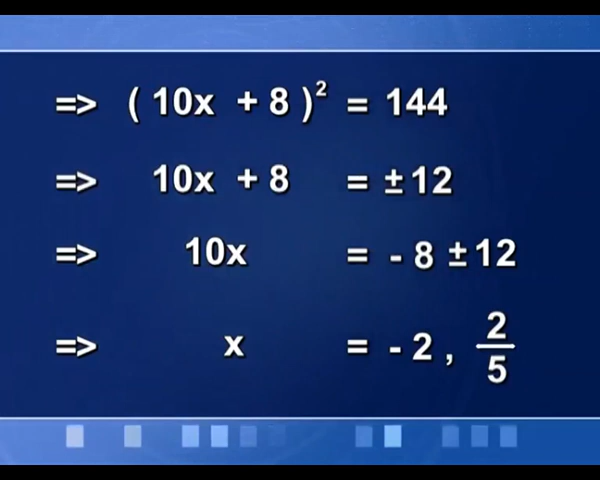 => ( 10x + 8 )² = 144
=> 10x + 8 = ±12
=> 10x = - 8 ±12
=> x = - 2 , 2/5